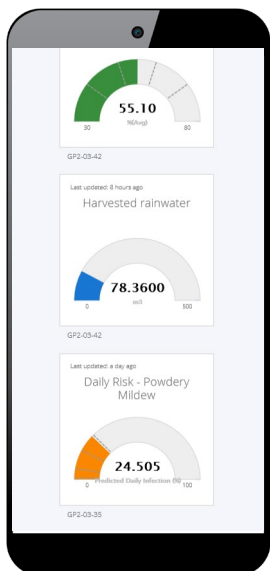 55.10
%(Avg)
30
80
GP2-03-42
Last updated: 8 hours ago
Harvested rainwater
78.3600
m3
0
500
GP2-03-42
Last updated: a day ago
Daily Risk - Powdery
Mildew
24.505
Predicted Daily Infection (%)
0
100
GP2-03-35